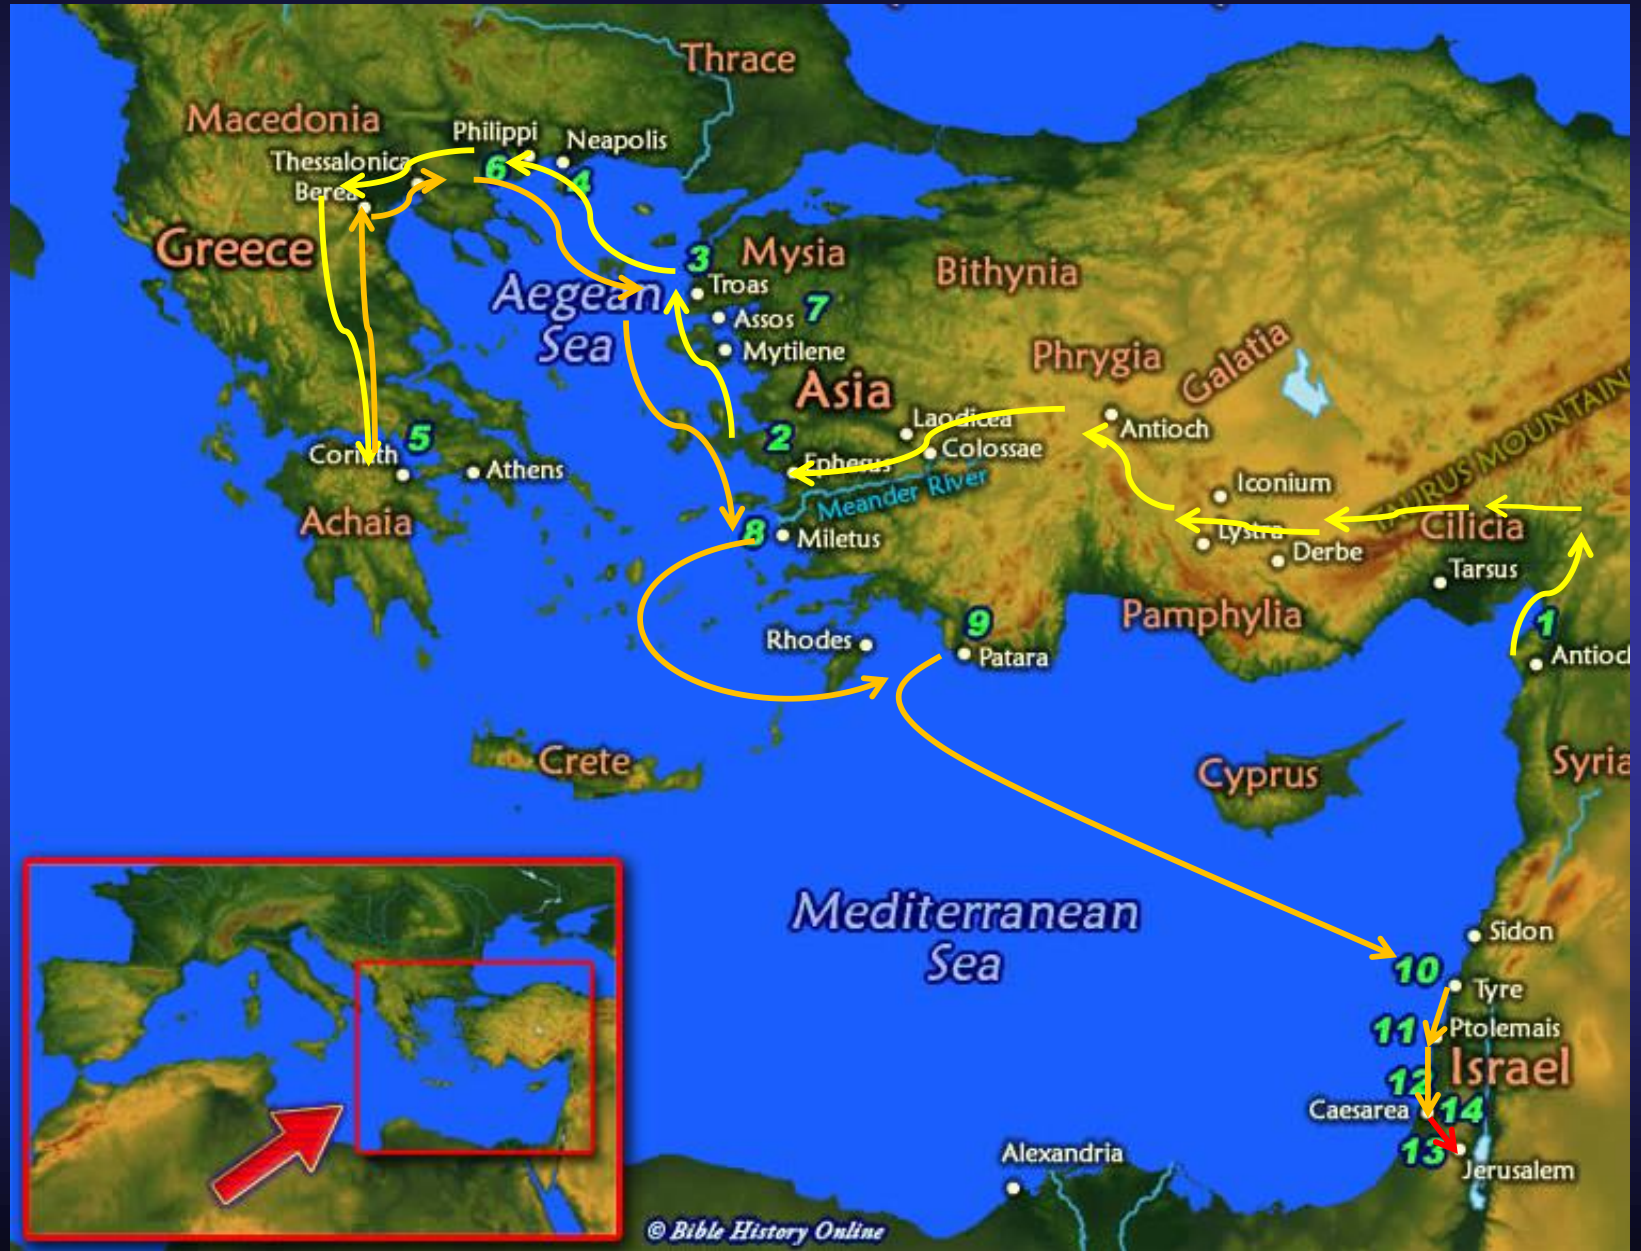 Thrace
Macedonia
Philippi
Neapolis
Thessalonica
6
4
Berea
Greece
3
Mysia
Bithynia
Aegean
Sea
Troas
7
Assos
Mytilene
Phrygia
Galatia
Asia
TAURUS MOUNTAIN
Laodicea
Antioch
2
5
Corinth
Athens
Colossae
Ephesus
Meander River
Iconium
Achaia
8
Miletus
Lystra
Cilicia
Derbe
Tarsus
9
Pamphylia
1
Rhodes
Patara
Antioch
Crete
Cyprus
Syria
Mediterranean
Sea
Sidon
10
Tyre
11
Ptolemais
Israel
12
Caesarea
14
13
Alexandria
Jerusalem
© Bible History Online